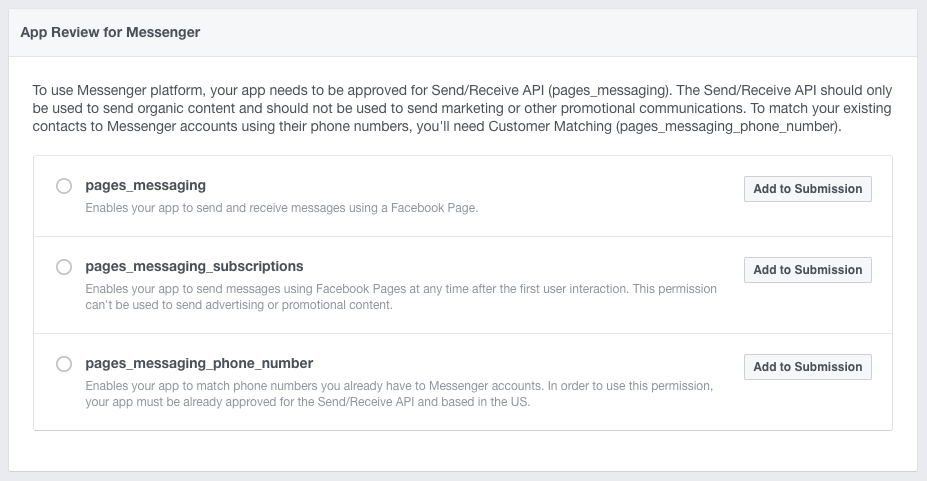 App Review for Messenger
To use Messenger platform, your app needs to be approved for Send/Receive API (pages_messaging). The Send/Receive API should only
be used to send organic content and should not be used to send marketing or other promotional communications. To match your existing
contacts to Messenger accounts using their phone numbers, you'll need Customer Matching (pages_messaging_phone_number).
pages_messaging
Add to Submission
Enables your app to send and receive messages using a Facebook Page.
pages_messaging_subscriptions
Add to Submission
Enables your app to send messages using Facebook Pages at any time after the first user interaction. This permission
can't be used to send advertising or promotional content.
pages_messaging_phone_number
Add to Submission
Enables your app to match phone numbers you already have to Messenger accounts. In order to use this permission,
your app must be already approved for the Send/Receive API and based in the US.